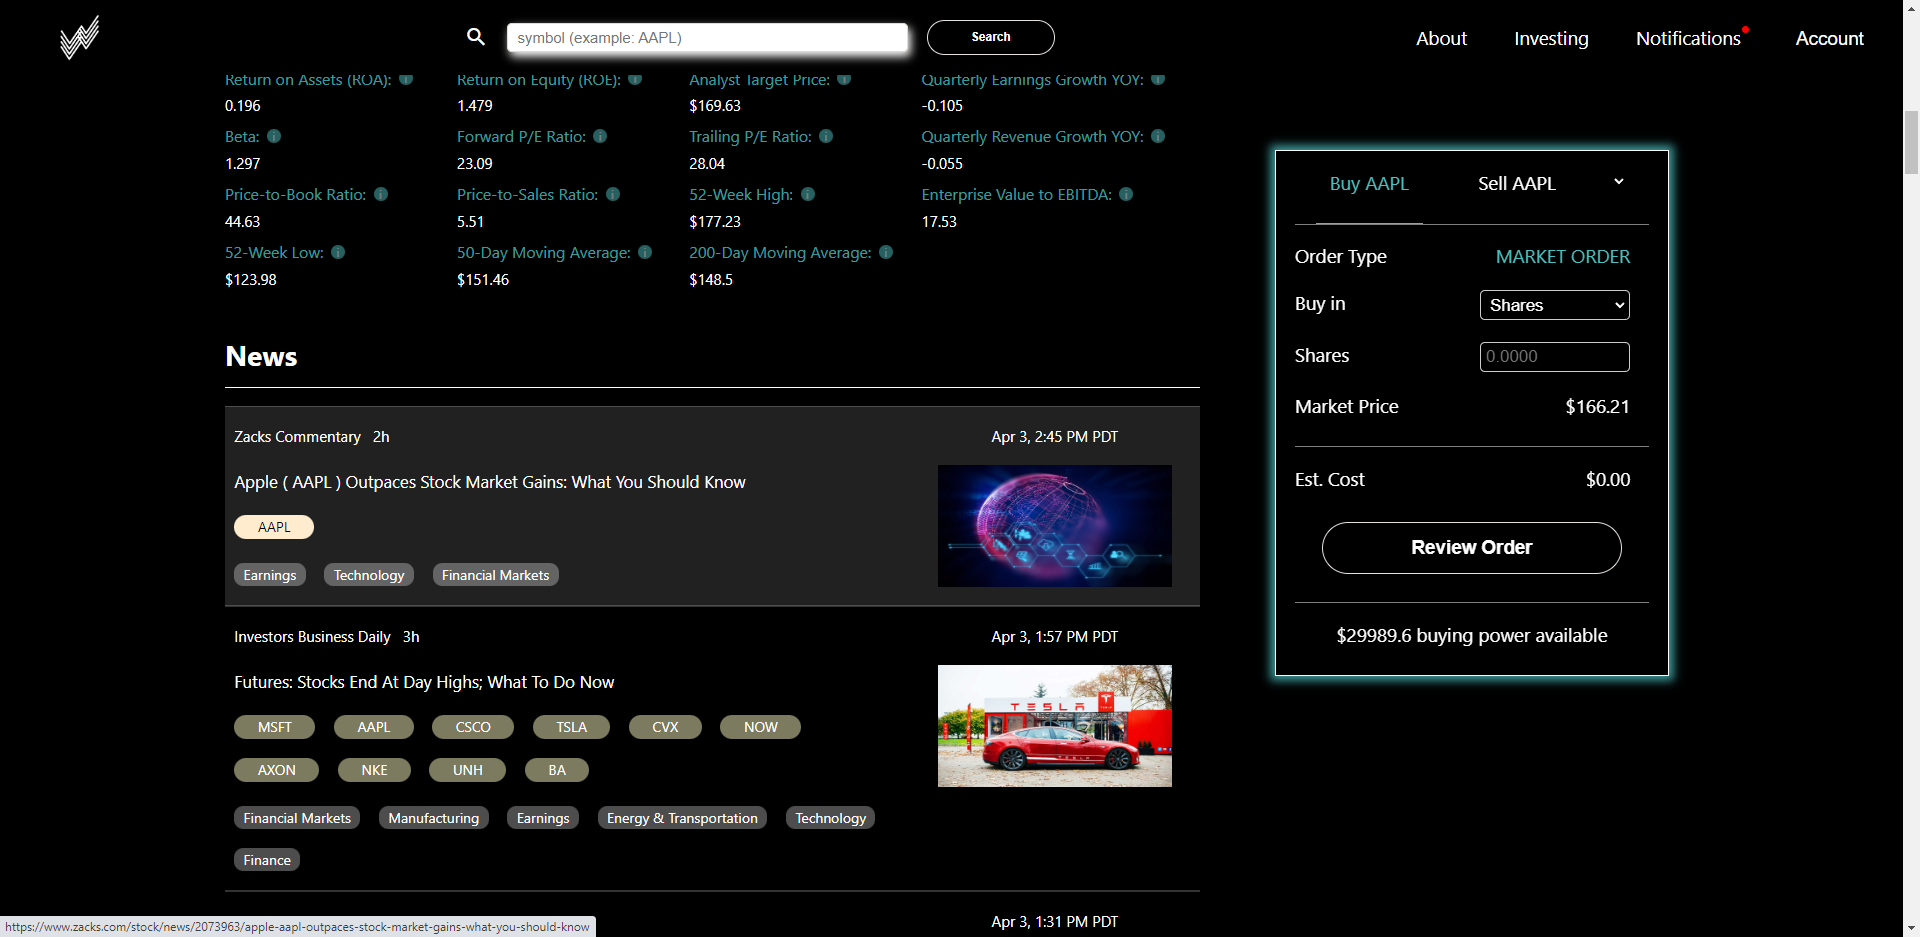 symbol (example: AAPL)
Search
About
Investing
Notifications
Account
Return on Assets (ROA):
Return on Equity (ROE):
Analyst Target Price:
Quarterly Earnings Growth YOY:
0.196
1.479
$169.63
-0.105
Beta:
Forward P/E Ratio:
Trailing P/E Ratio:
Quarterly Revenue Growth YOY:
1.297
23.09
28.04
-0.055
Price-to-Book Ratio:
Price-to-Sales Ratio:
52-Week High:
Enterprise Value to EBITDA:
44.63
5.51
$177.23
17.53
52-Week Low:
50-Day Moving Average:
200-Day Moving Average:
$123.98
$151.46
$148.5
News
Zacks Commentary 2h
Apr 3, 2:45 PM PDT
Apple ( AAPL ) Outpaces Stock Market Gains: What You Should Know
AAPL
Earnings
Technology
Financial Markets
Investors Business Daily 3h
Apr 3, 1:57 PM PDT
Futures: Stocks End At Day Highs; What To Do Now
TESLA
MSFT
AAPL
CSCO
TSLA
CVX
NOW
AXON
NKE
UNH
BA
Financial Markets
Manufacturing
Earnings
Energy & Transportation
Technology
Finance
Apr 3, 1:31 PM PDT
Buy AAPL
Sell AAPL
Order Type
MARKET ORDER
Buy in
Shares
Shares
0.0000
Market Price
$166.21
Est. Cost
$0.00
Review Order
$29989.6 buying power available
https://www.zacks.com/stock/news/2073963/apple-aapl-outpaces-stock-market-gains-what-you-should-know